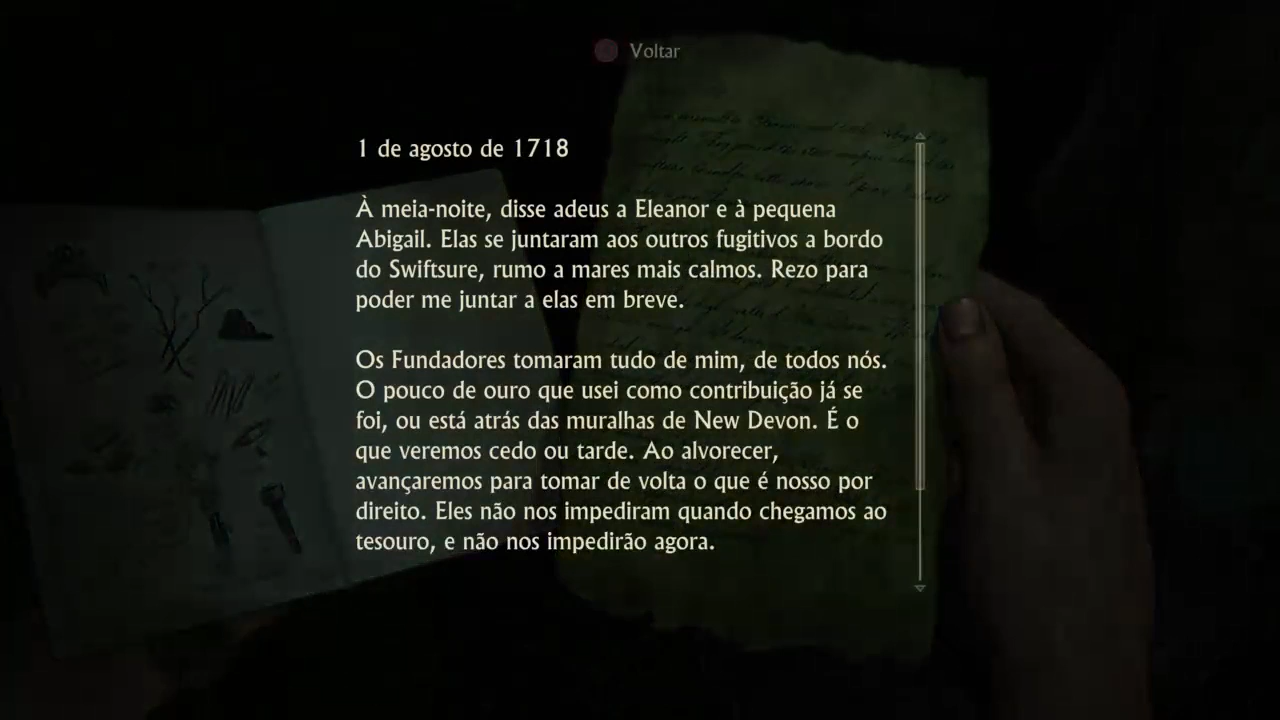 Voltar
1 de agosto de 1718
À meia-noite, disse adeus a Eleanor e à pequena
Abigail. Elas se juntaram aos outros fugitivos a bordo
do Swiftsure, rumo a mares mais calmos. Rezo para
poder me juntar a elas em breve.
Os Fundadores tomaram tudo de mim, de todos nós.
O pouco de ouro que usei como contribuição já se
foi, ou está atrás das muralhas de New Devon. É o
que veremos cedo ou tarde. Ao alvorecer,
avançaremos para tomar de volta o que é nosso por
direito. Eles não nos impediram quando chegamos ao
tesouro, e não nos impedirão agora.